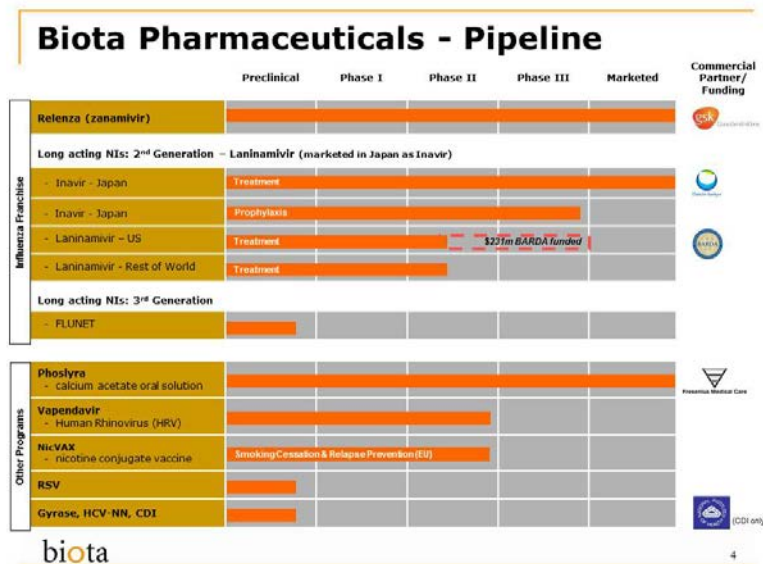 Biota Pharmaceuticals - Pipeline
Preclinical
Phase I
Phase II
Phase III
Marketed
Commercial
Partner/
Funding
Influenza Franchise
Relenza (zanamivir)
gsk GlaxoSmithKline
Long acting NIs: 2nd Generation – Laninamivir (marketed in Japan as Inavir)
- Inavir - Japan
Treatment
- Inavir - Japan
Prophylaxis
- Laninamivir – US
Treatment
$231m BARDA funded
BARDA
- Laninamivir - Rest of World
Treatment
Long acting NIs: 3rd Generation
- FLUNET
Other Programs
Phoslyra
- calcium acetate oral solution
Fresenius Medical Care
Vapendavir
- Human Rhinovirus (HRV)
NicVAX
- nicotine conjugate vaccine
Smoking Cessation & Relapse Prevention (EU)
RSV
Gyrase, HCV-NN, CDI
(CDI only
biota
4